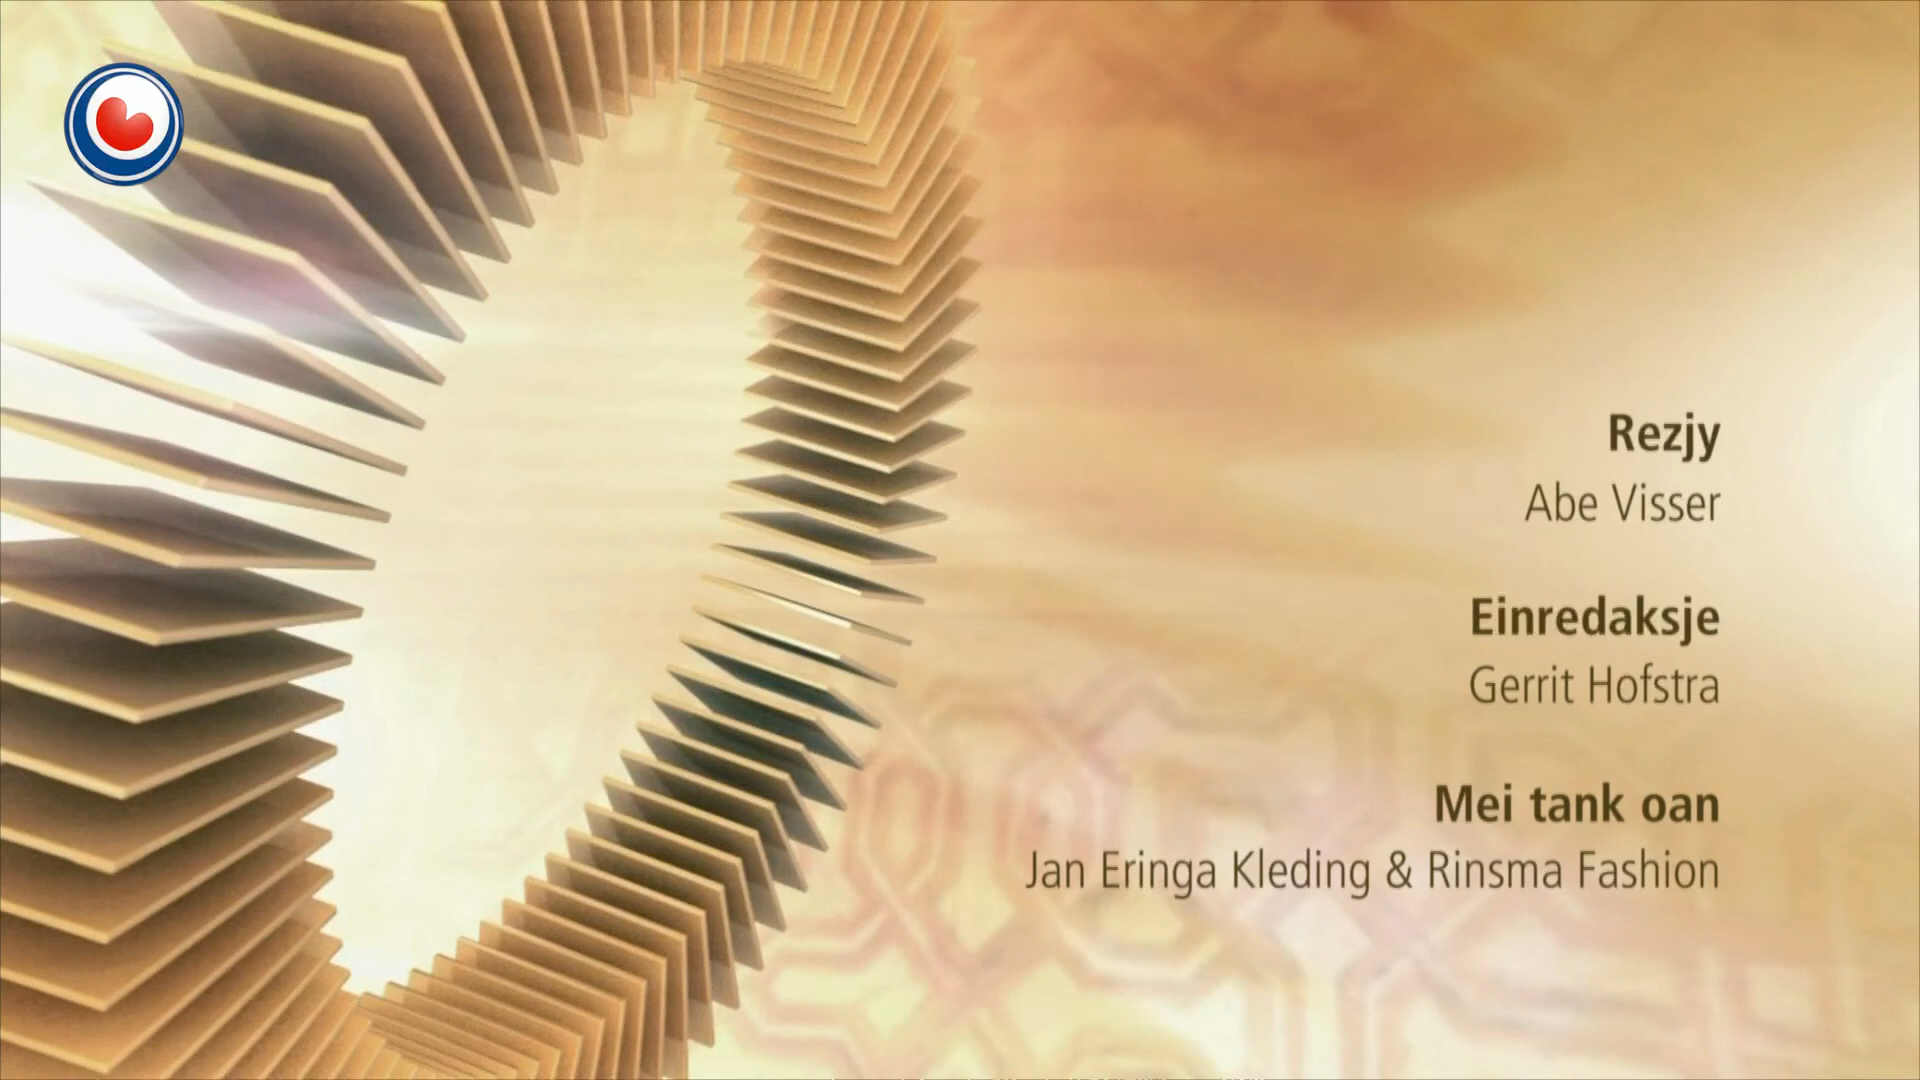 Rezjy
Abe Visser
Einredaksje
Gerrit Hofstra
Mei tank oan
Jan Eringa Kleding & Rinsma Fashion